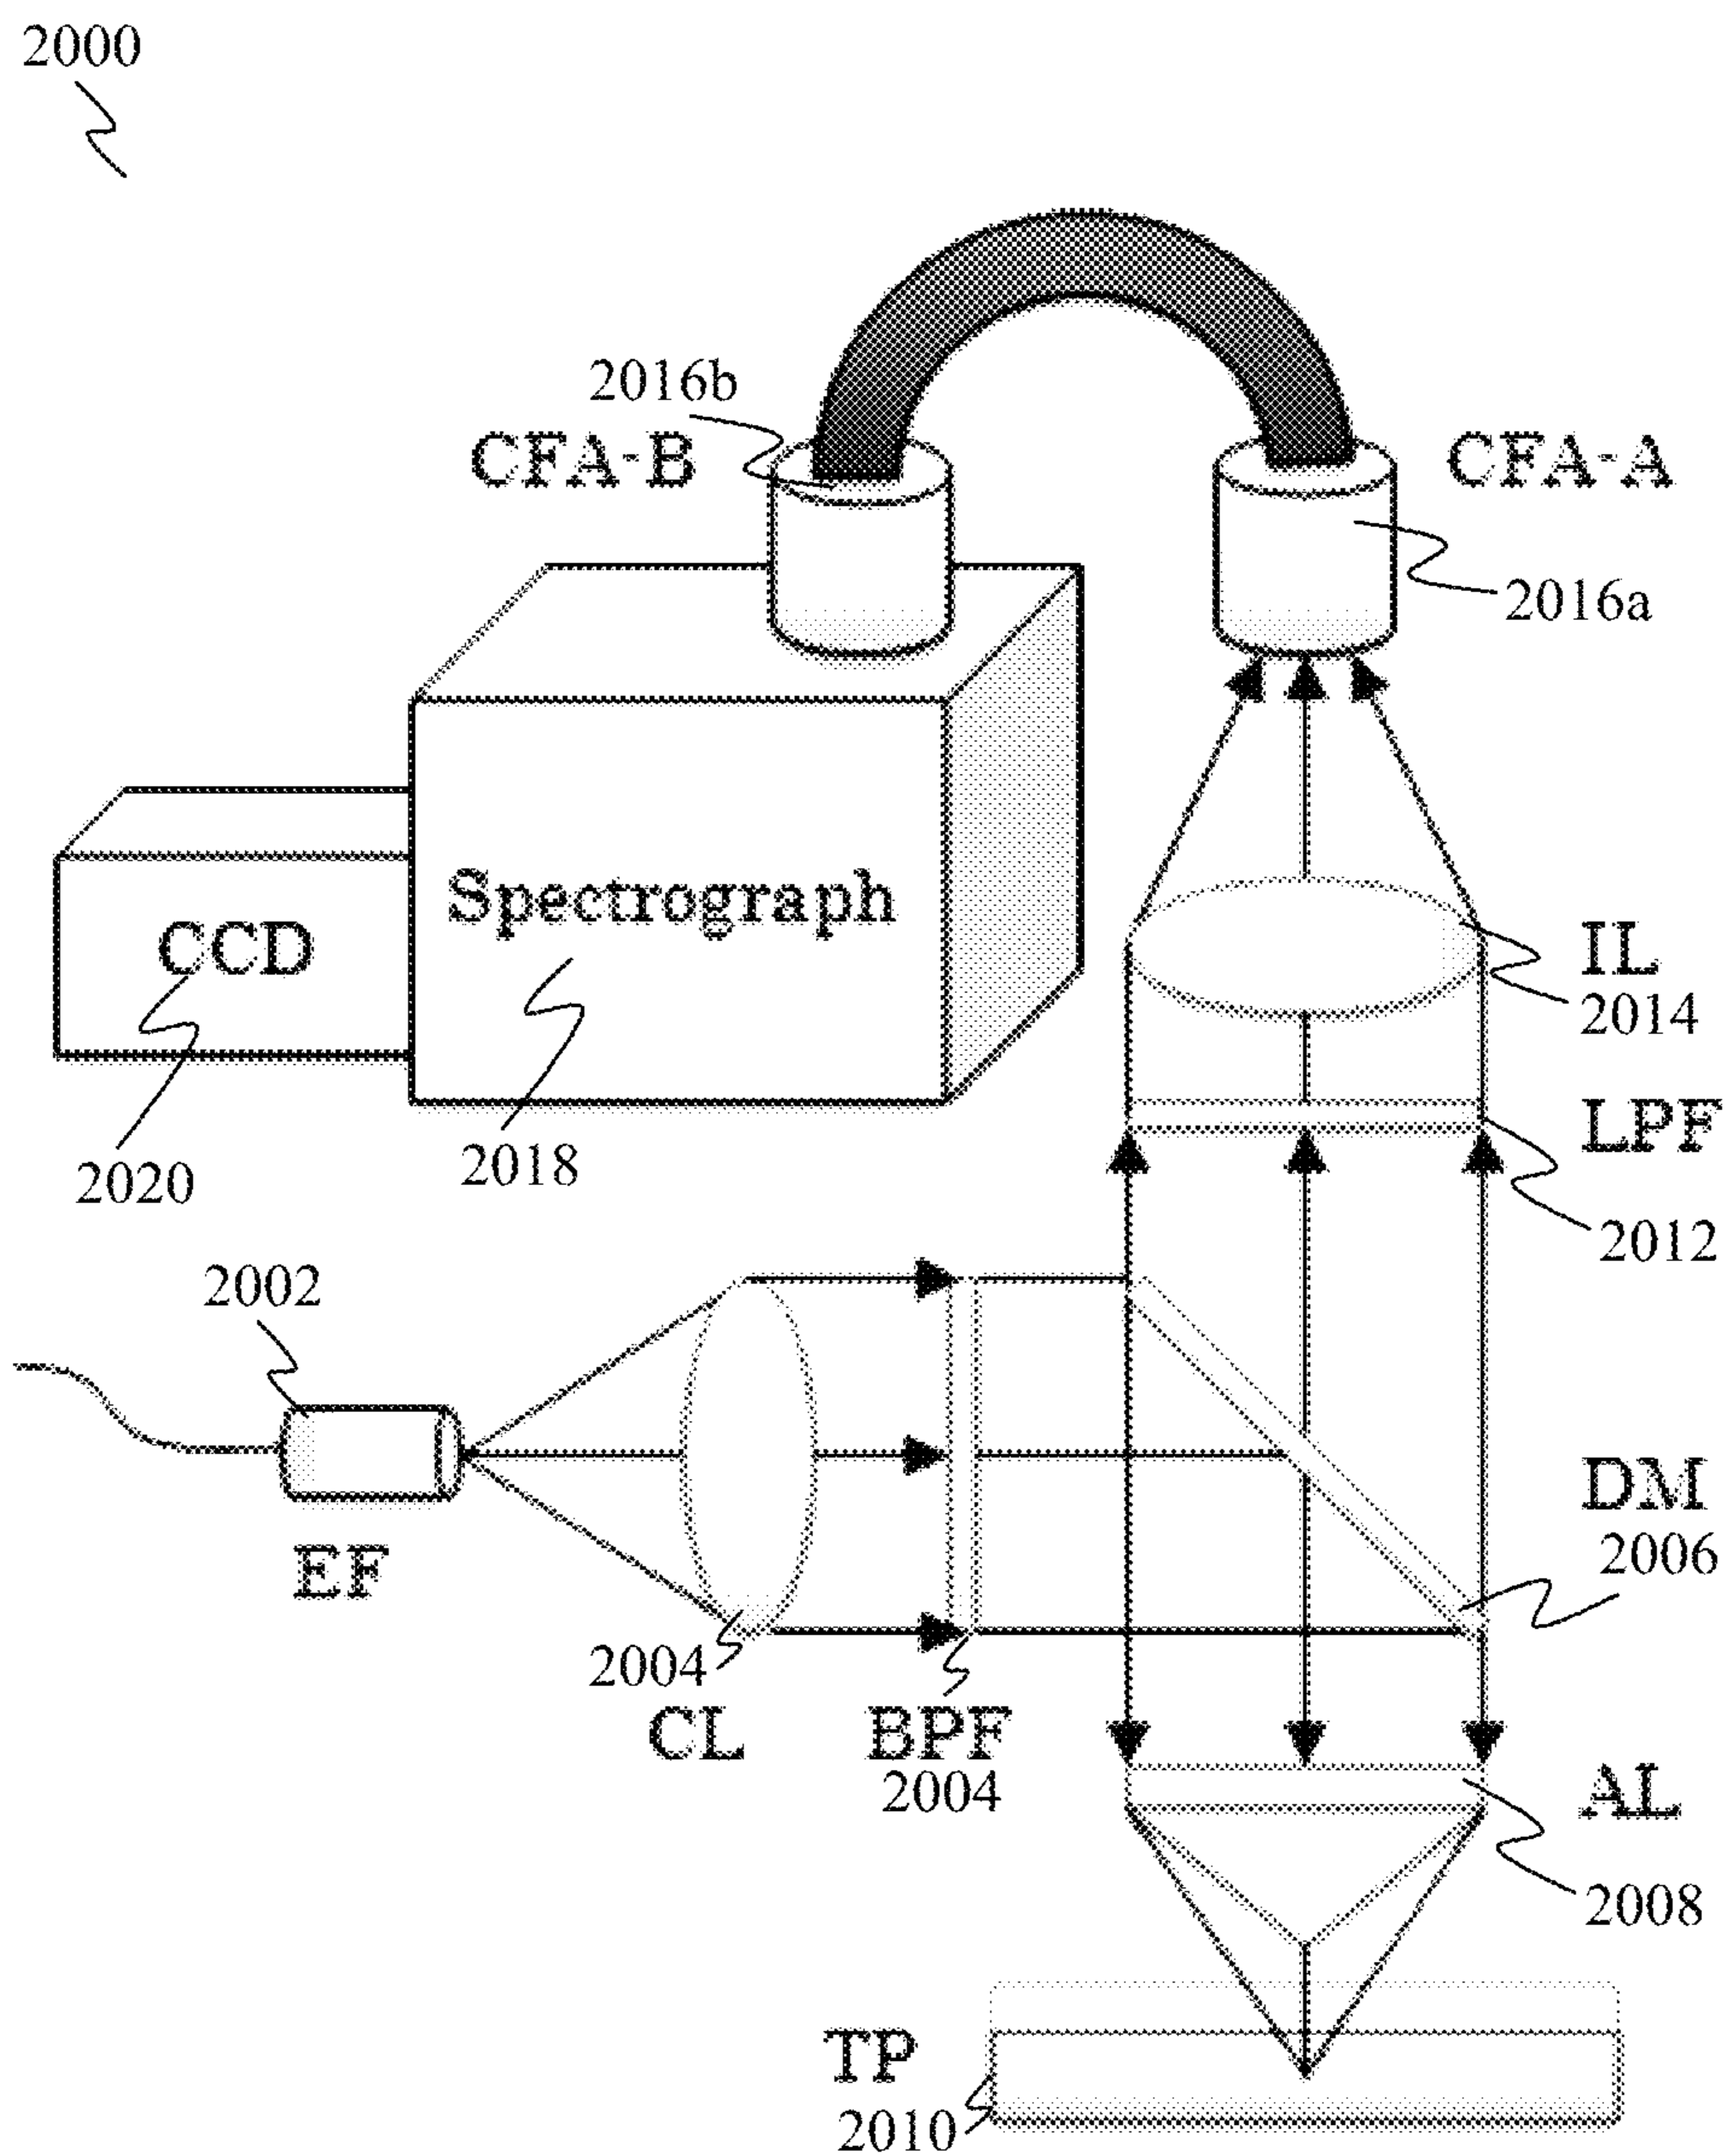 2000
2016b
CFA-B
CFA-A
2016a
Spectrograph
CCD
IL
2014
LPF
2020
2018
2012
2002
DM
2006
EF
2004
CL
BPF
2004
AL
2008
TP
2010